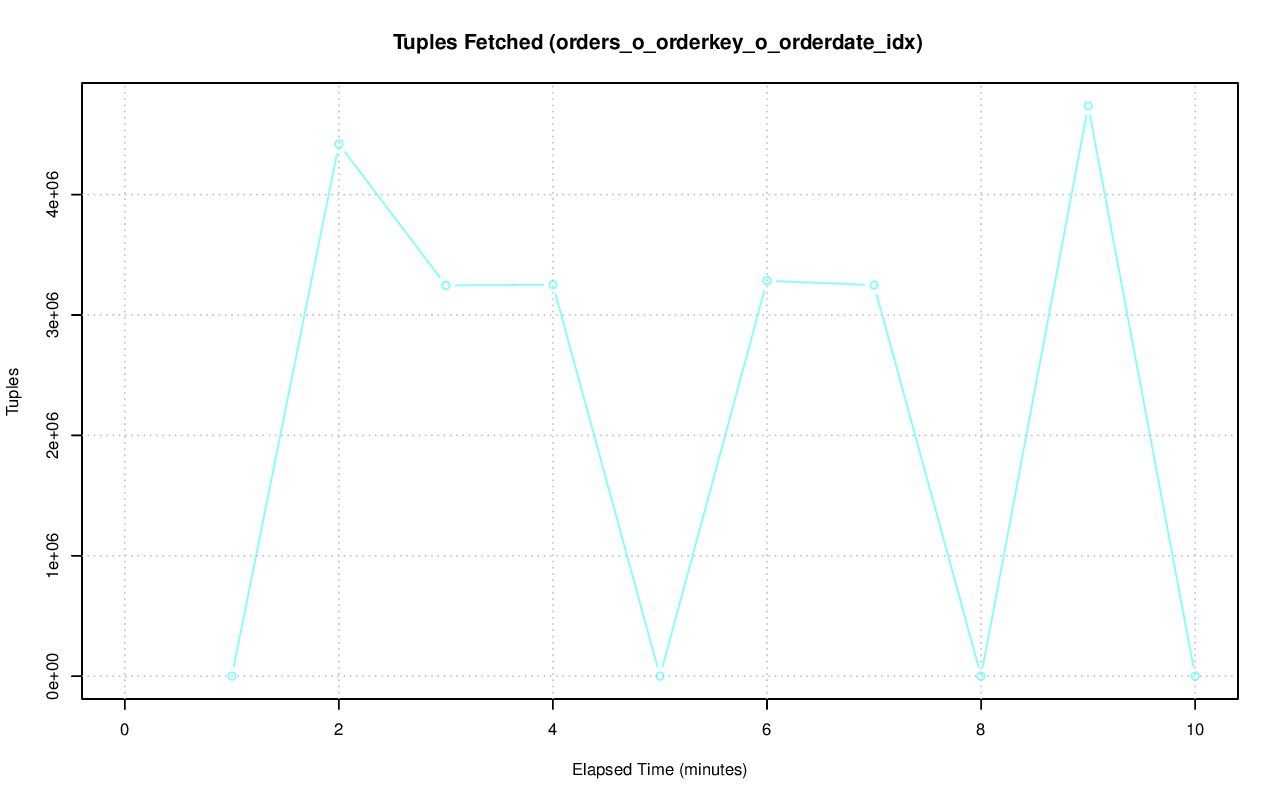 Tuples Fetched (orders_o_orderkey_o_orderdate_idx)
4e+06
3e+06
2e+06
1e+06
0e+00
Tuples
0 2 4 6 8 10
Elapsed Time (minutes)